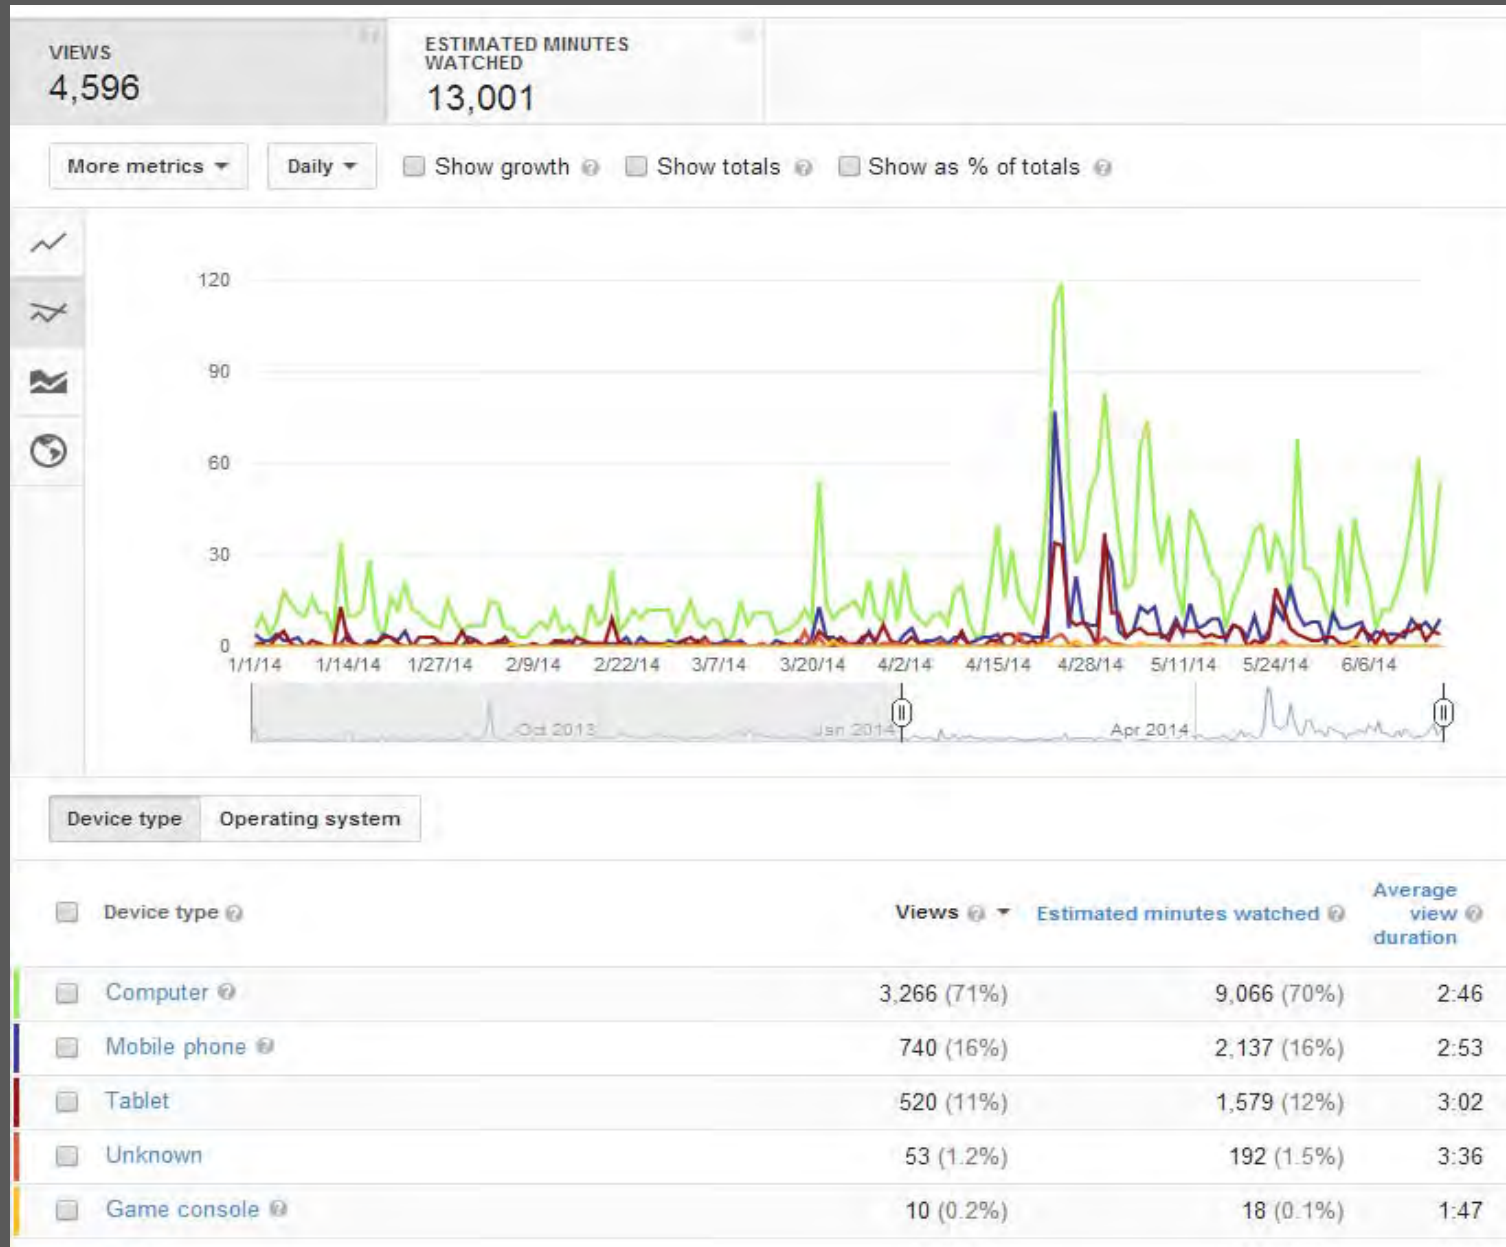 VIEWS
4,596
ESTIMATED MINUTES
WATCHED
13,001
More metrics
Daily
Show growth
Show totals
Show as % of totals
120
90
60
30
0
1/1/14 1/14/14 1/27/14 2/9/14 2/22/14 3/7/14 3/20/14 4/2/14 4/15/14 4/28/14 5/11/14 5/24/14 6/6/14
Oct 2013 Jan 2014 Apr 2014
Device type Operating system
Device type ? Views ? Estimated minutes watched ? Average view ? duration
Computer ? 3,266 (71%) 9,066 (70%) 2:46
Mobile phone ? 740 (16%) 2,137 (16%) 2:53
Tablet 520 (11%) 1,579 (12%) 3:02
Unknown 53 (1.2%) 192 (1.5%) 3:36
Game console ? 10 (0.2%) 18 (0.1%) 1:47